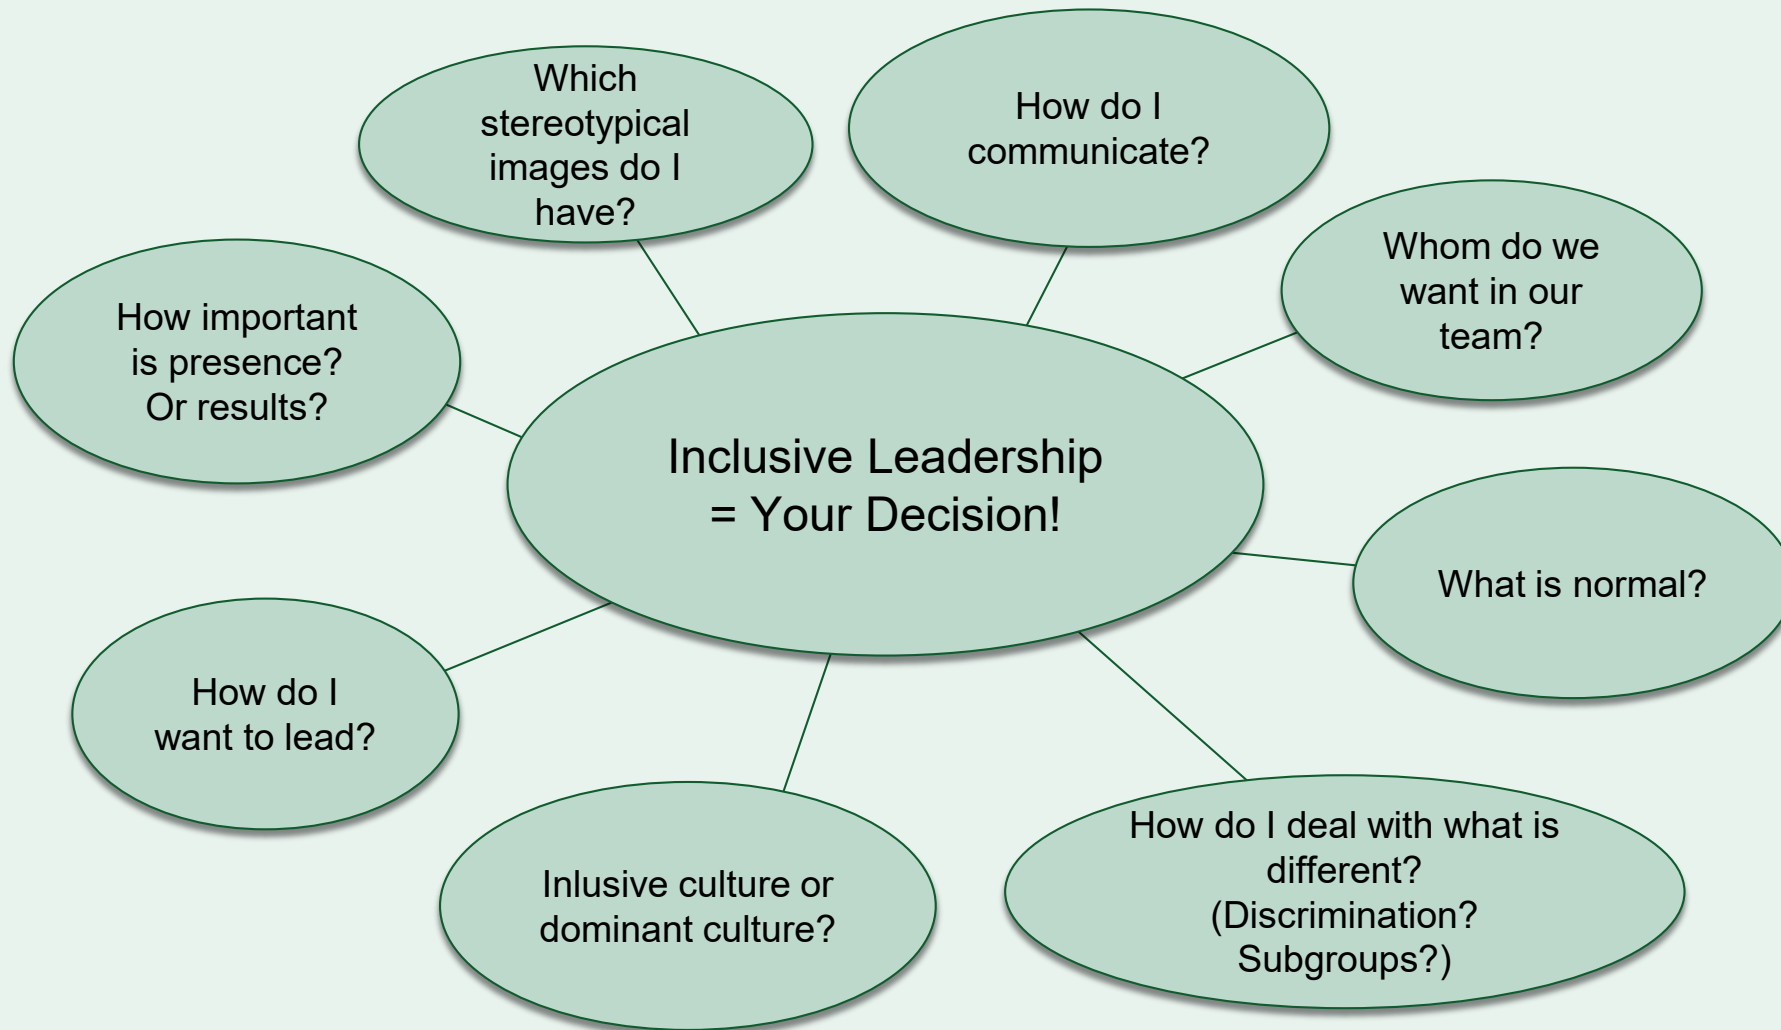 Which
stereotypical
images do I
have?
How do I
communicate?
Whom do we
want in our
team?
How important
is presence?
Or results?
Inclusive Leadership
= Your Decision!
What is normal?
How do I
want to lead?
Inlusive culture or
dominant culture?
How do I deal with what is
different?
(Discrimination?
Subgroups?)